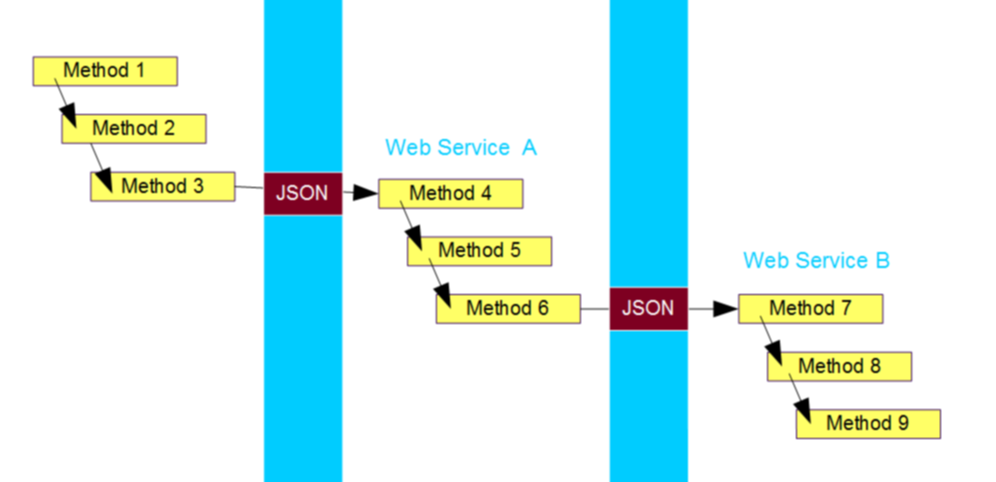 Method 1
Method 2
Method 3
JSON
Web Service  A
Method 4
Method 5
Method 6
JSON
Web Service B
Method 7
Method 8
Method 9